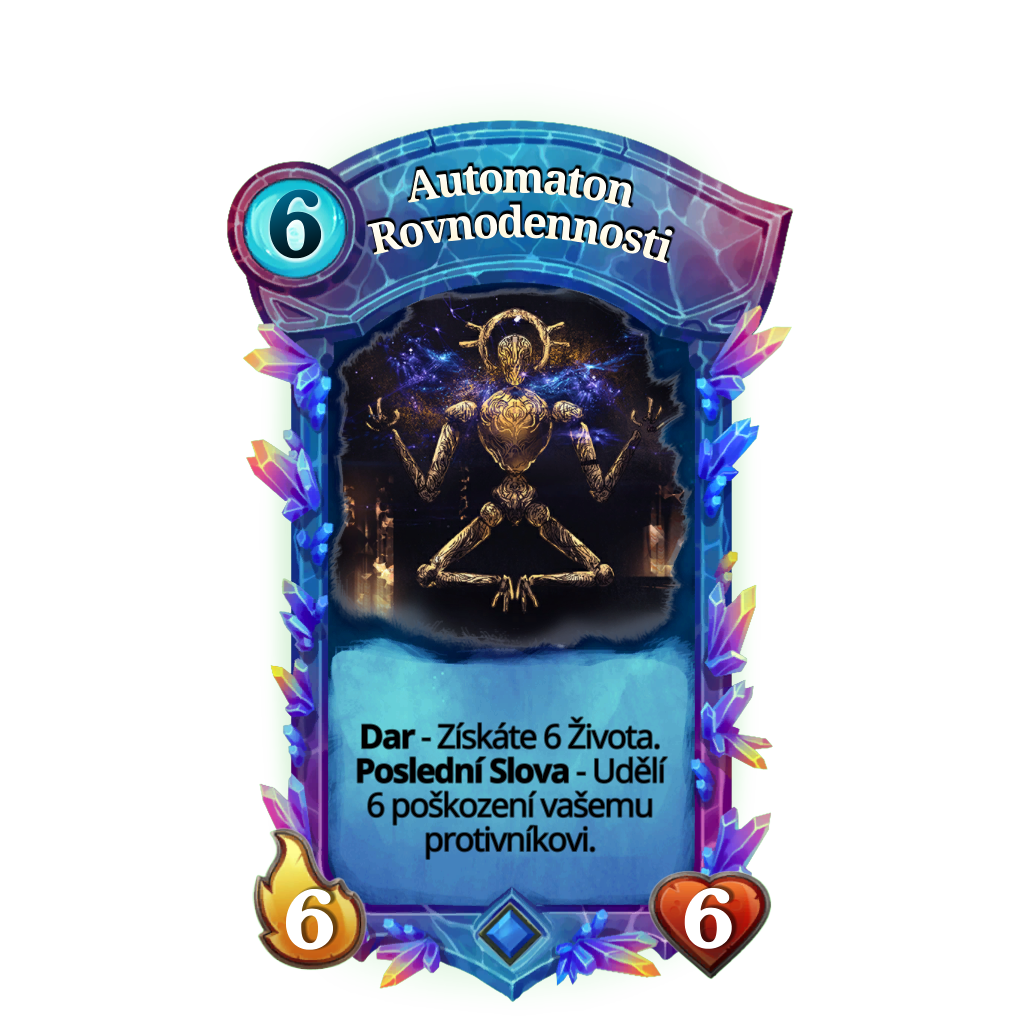 6
Automaton
Rovnodennosti
Dar - Získáte 6 Života.
Poslední Slova - Udělí
6 poškození vašemu
protivníkovi.
6
6